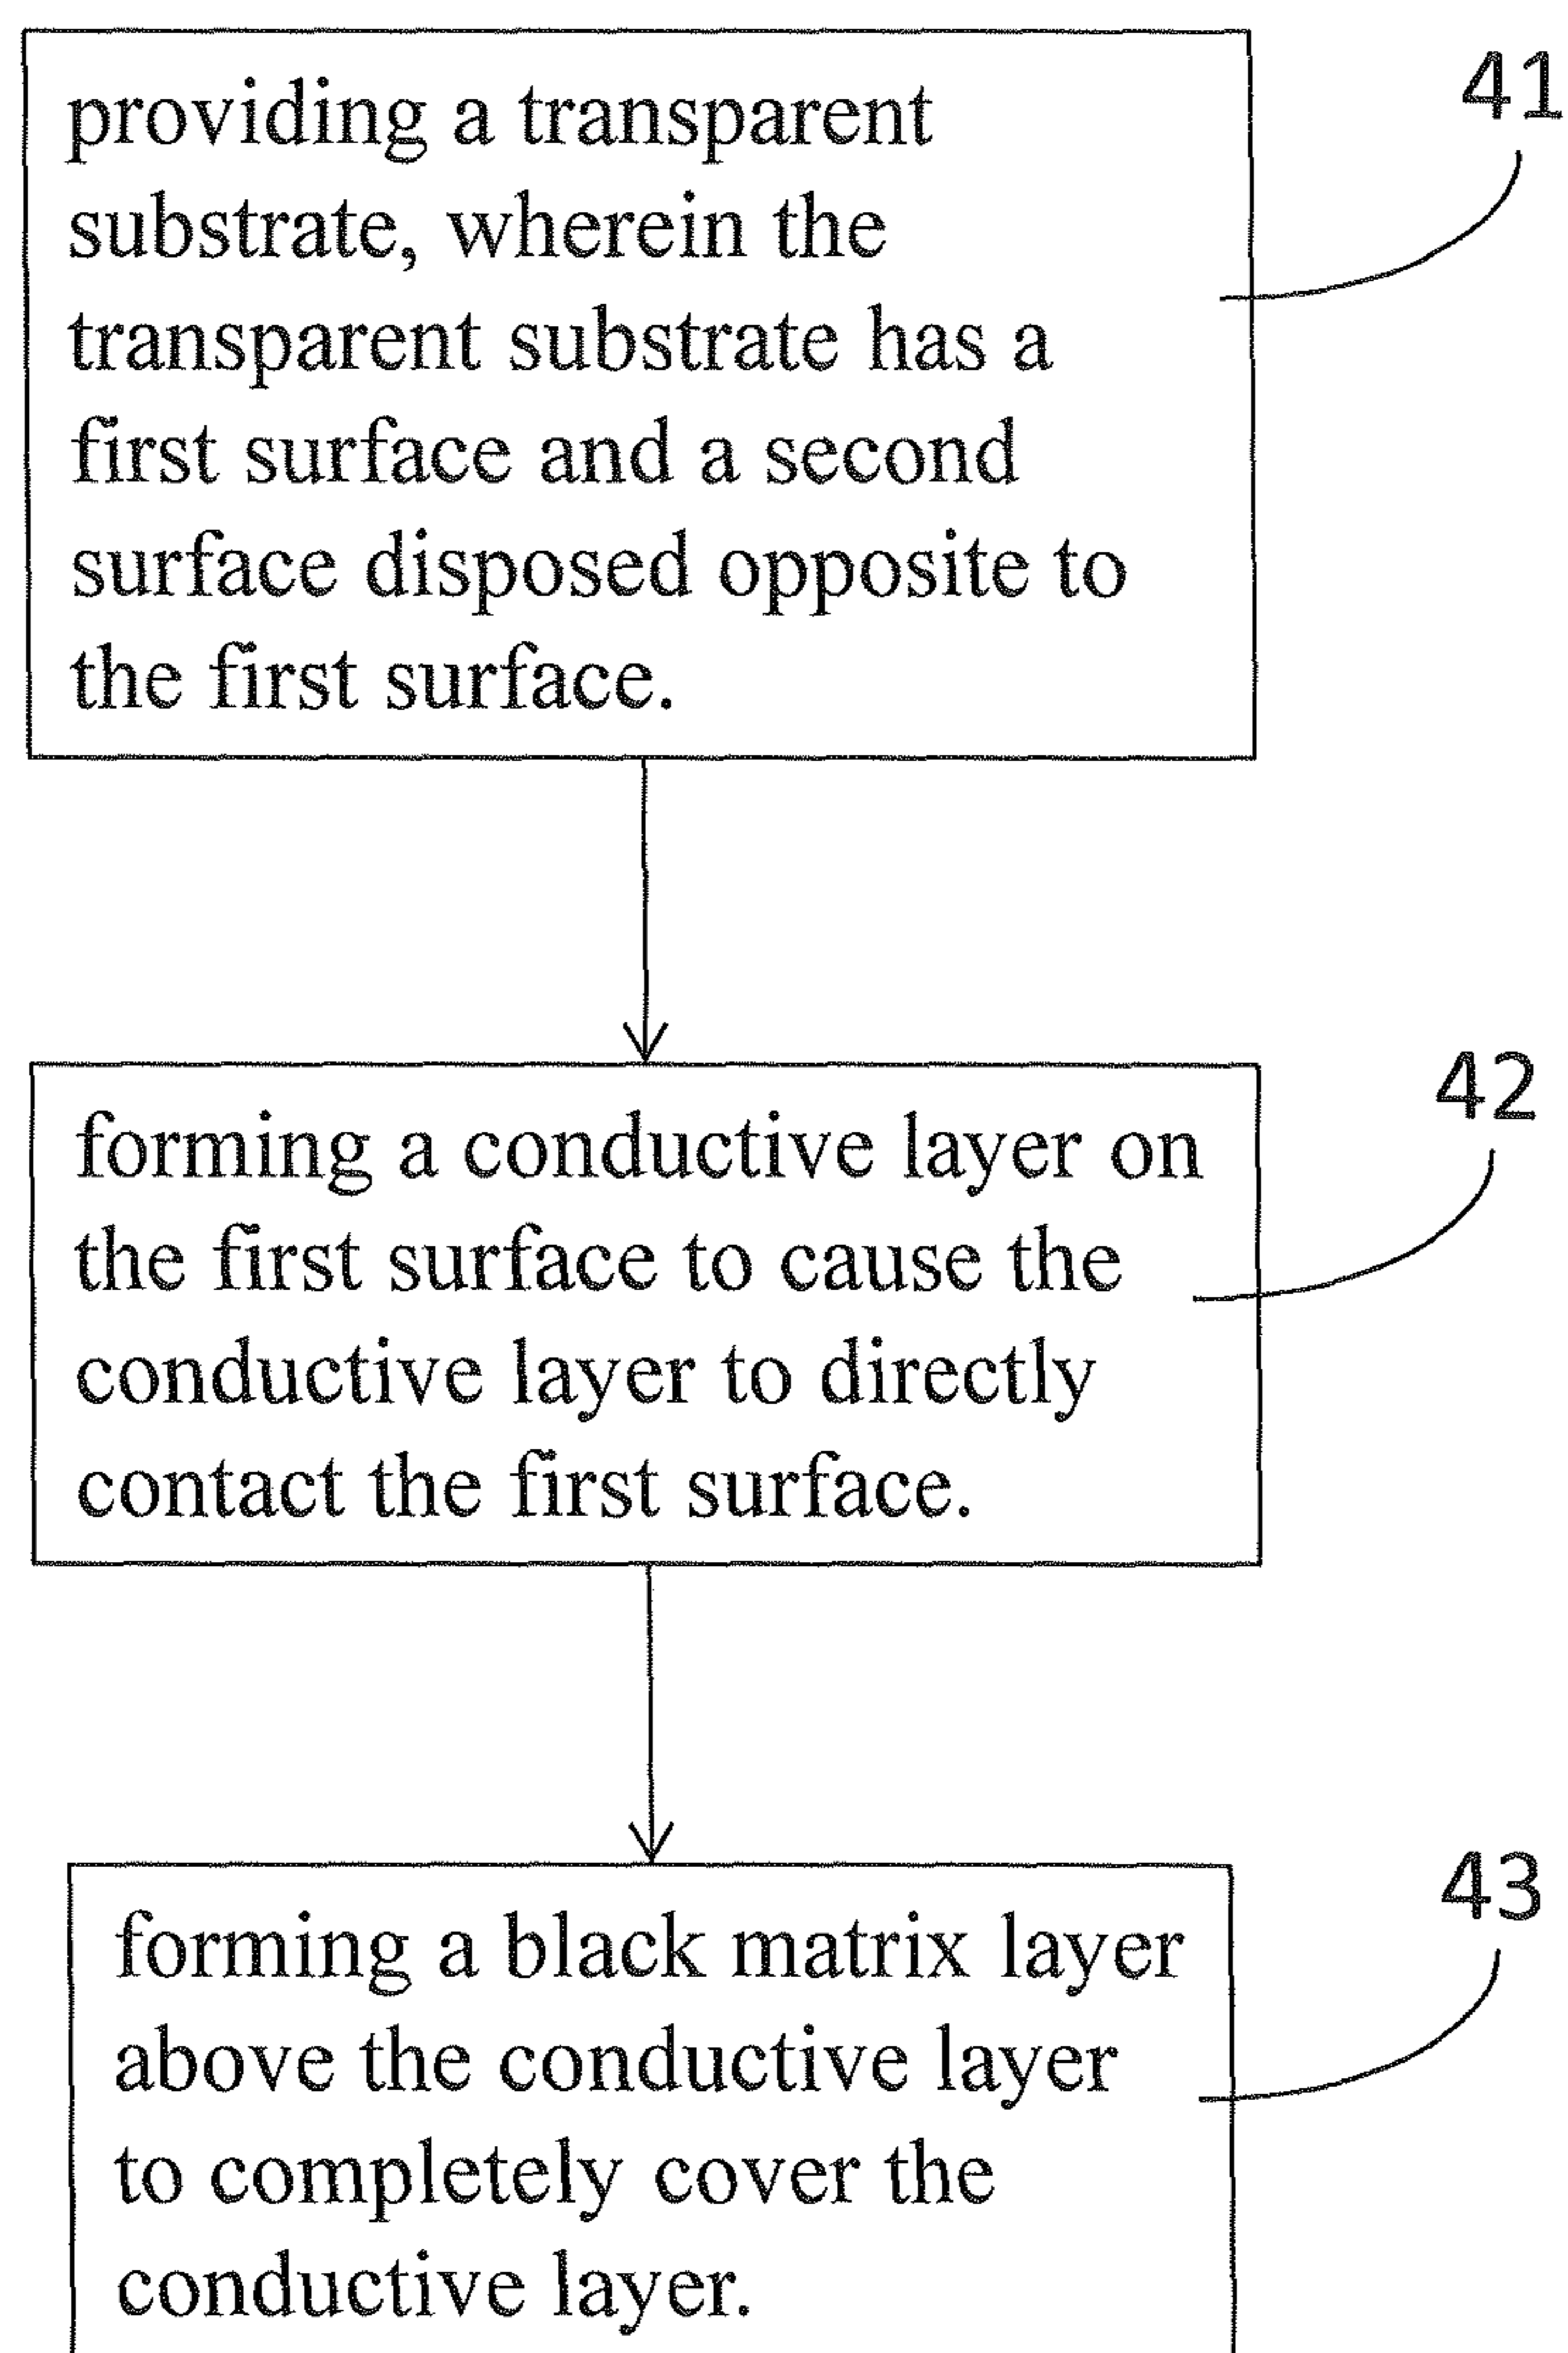 providing a transparent
substrate, wherein the
transparent substrate has a
first surface and a second
surface disposed opposite to
the first surface.
41
forming a conductive layer on
the first surface to cause the
conductive layer to directly
contact the first surface.
42
forming a black matrix layer
above the conductive layer
to completely cover the
conductive layer.
43